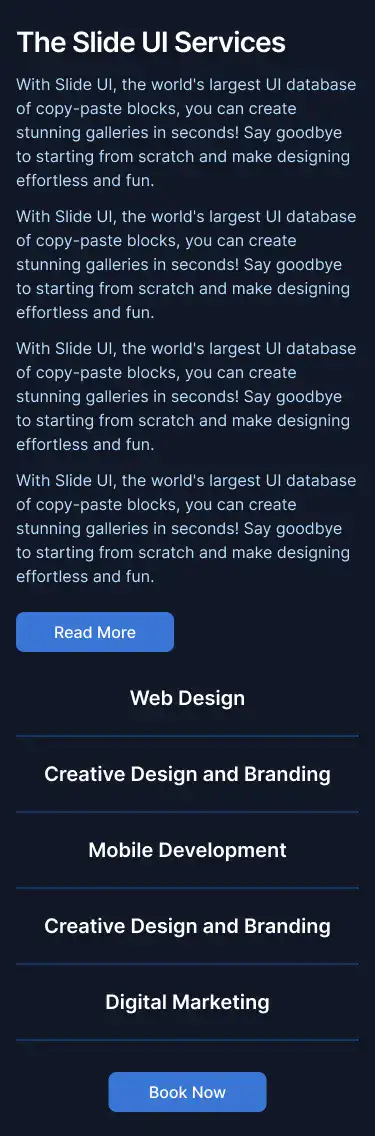 The Slide UI Services
With Slide UI, the world's largest UI database
of copy-paste blocks, you can create
stunning galleries in seconds! Say goodbye
to starting from scratch and make designing
effortless and fun.
With Slide UI, the world's largest UI database
of copy-paste blocks, you can create
stunning galleries in seconds! Say goodbye
to starting from scratch and make designing
effortless and fun.
With Slide UI, the world's largest UI database
of copy-paste blocks, you can create
stunning galleries in seconds! Say goodbye
to starting from scratch and make designing
effortless and fun.
With Slide UI, the world's largest UI database
of copy-paste blocks, you can create
stunning galleries in seconds! Say goodbye
to starting from scratch and make designing
effortless and fun.
Read More
Web Design
Creative Design and Branding
Mobile Development
Creative Design and Branding
Digital Marketing
Book Now